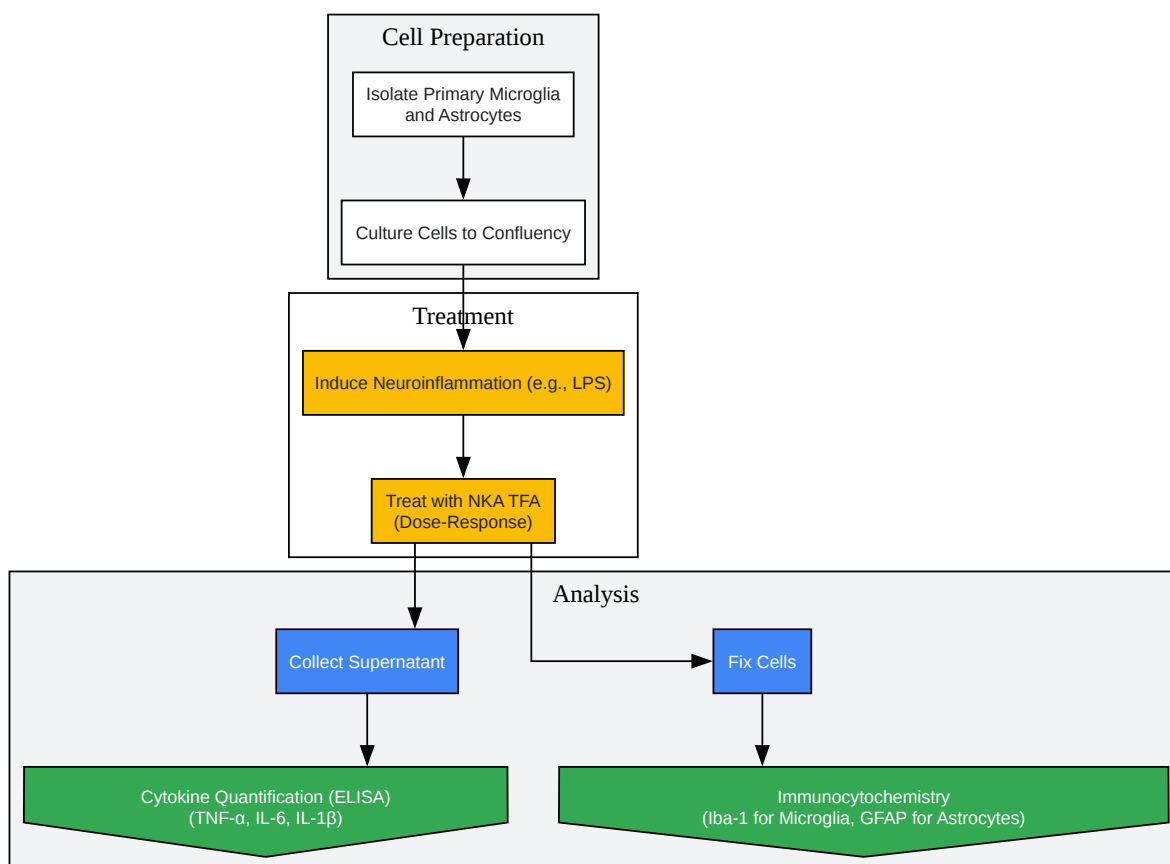 Cell Preparation
Isolate Primary Microglia
and Astrocytes
Culture Cells to Confluency
Treatment
Induce Neuroinflammation (e.g., LPS)
Treat with NKA TFA
(Dose-Response)
Analysis
Collect Supernatant
Fix Cells
Cytokine Quantification (ELISA)
(TNF-α, IL-6, IL-1β)
Immunocytochemistry
(Iba-1 for Microglia, GFAP for Astrocytes)